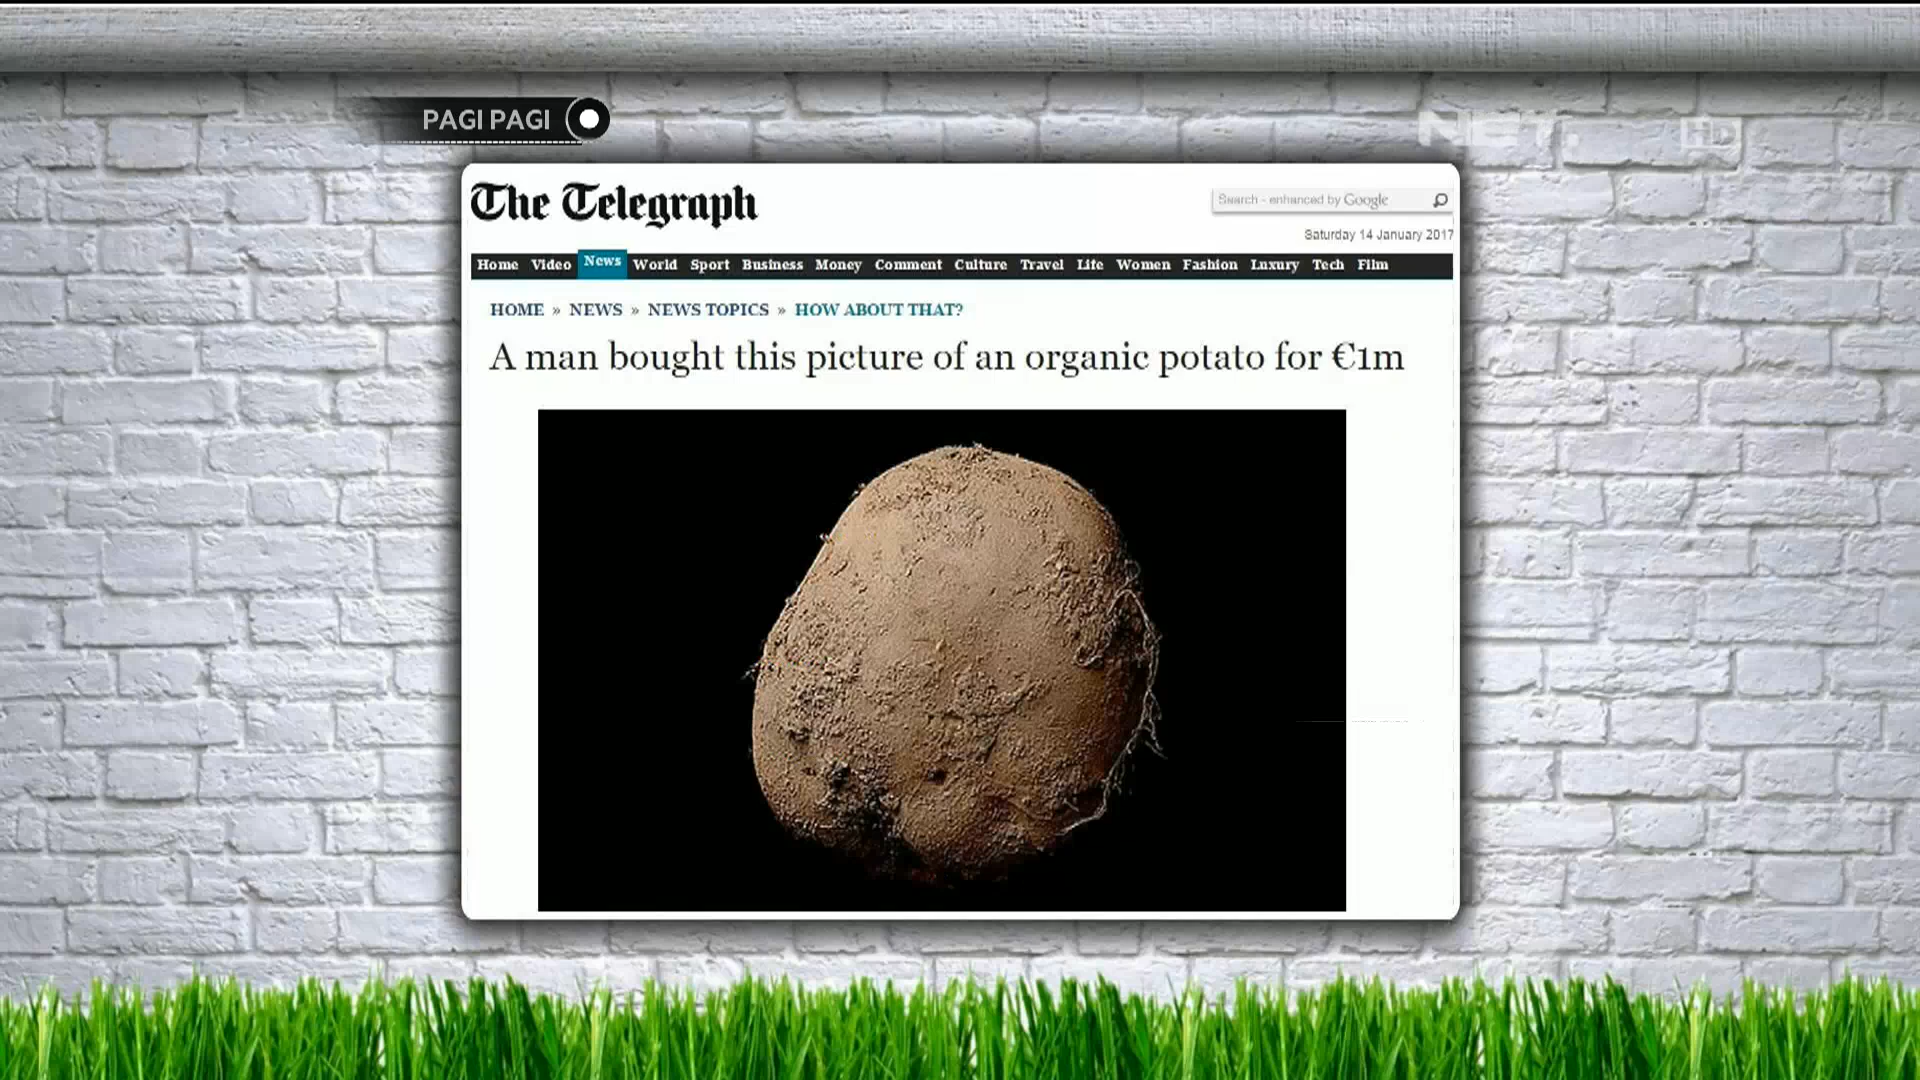 PAGI PAGI
NET.
HD
The Telegraph
Search - enhanced by Google
Saturday 14 January 2017
Home Video News World Sport Business Money Comment Culture Travel Life Women Fashion Luxury Tech Film
HOME » NEWS » NEWS TOPICS » HOW ABOUT THAT?
A man bought this picture of an organic potato for €1m